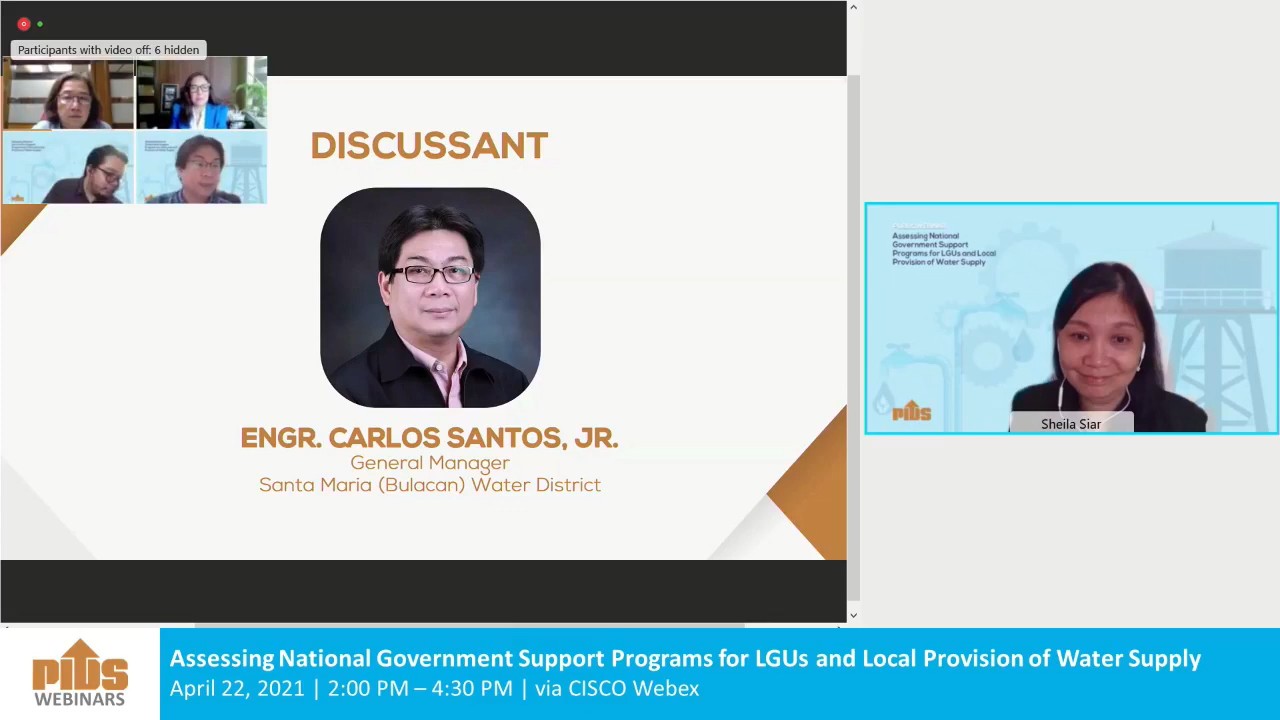 Participants with video off: 6 hidden
DISCUSSANT
ENGR. CARLOS SANTOS, JR.
General Manager
Santa Maria (Bulacan) Water District
Assessing National
Government Support
Programs for LGUs and Local
Provision of Water Supply
PIDS
Sheila Siar
PIDS
WEBINARS
Assessing National Government Support Programs for LGUs and Local Provision of Water Supply
April 22, 2021 | 2:00 PM – 4:30 PM | via CISCO Webex